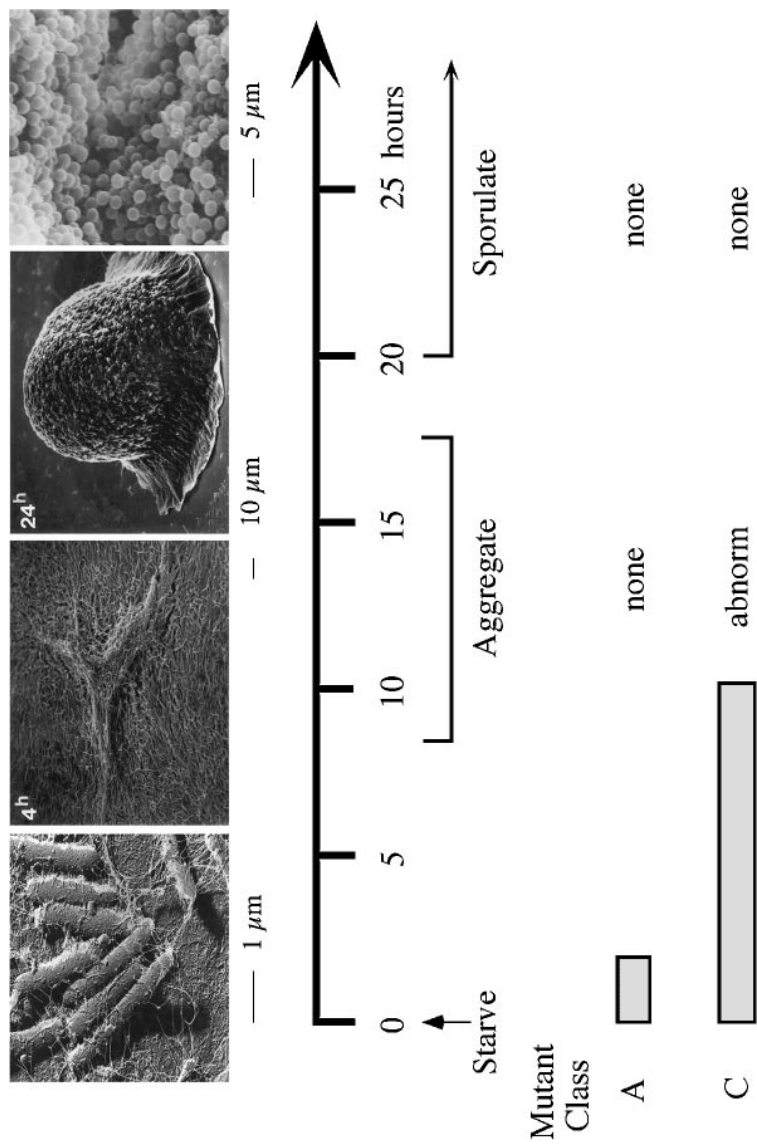 4h
24h
1 μm
10 μm
5 μm
0 5 10 15 20 25 hours
Starve
Aggregate
Sporulate
Mutant
Class
A none none
C abnorm none